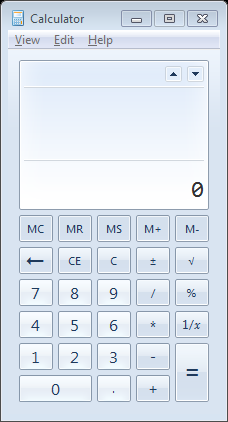 Calculator
View Edit Help
0
MC MR MS M+ M-
← CE C ± √
7 8 9 / %
4 5 6 * 1/x
1 2 3 - =
0 . +